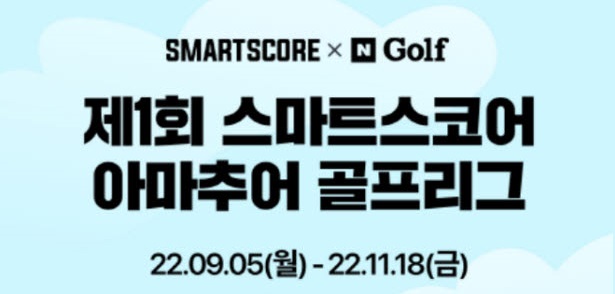 SMARTSCORE × N Golf
제1회 스마트스코어
아마추어 골프리그
22.09.05(월) - 22.11.18(금)